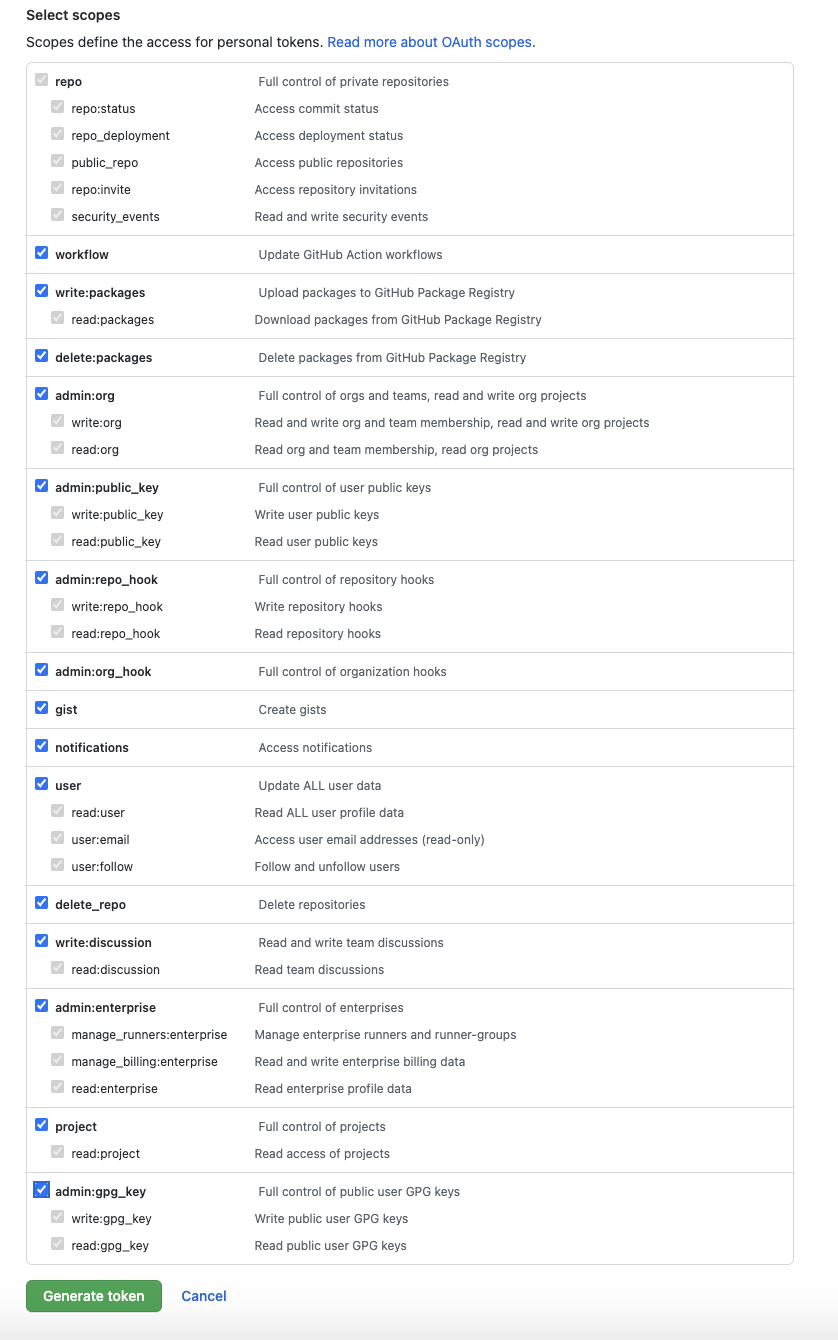 Select scopes
Scopes define the access for personal tokens. Read more about OAuth scopes.
repo Full control of private repositories
repo:status Access commit status
repo_deployment Access deployment status
public_repo Access public repositories
repo:invite Access repository invitations
security_events Read and write security events
workflow Update GitHub Action workflows
write:packages Upload packages to GitHub Package Registry
read:packages Download packages from GitHub Package Registry
delete:packages Delete packages from GitHub Package Registry
admin:org Full control of orgs and teams, read and write org projects
write:org Read and write org and team membership, read and write org projects
read:org Read org and team membership, read org projects
admin:public_key Full control of user public keys
write:public_key Write user public keys
read:public_key Read user public keys
admin:repo_hook Full control of repository hooks
write:repo_hook Write repository hooks
read:repo_hook Read repository hooks
admin:org_hook Full control of organization hooks
gist Create gists
notifications Access notifications
user Update ALL user data
read:user Read ALL user profile data
user:email Access user email addresses (read-only)
user:follow Follow and unfollow users
delete_repo Delete repositories
write:discussion Read and write team discussions
read:discussion Read team discussions
admin:enterprise Full control of enterprises
manage_runners:enterprise Manage enterprise runners and runner-groups
manage_billing:enterprise Read and write enterprise billing data
read:enterprise Read enterprise profile data
project Full control of projects
read:project Read access of projects
admin:gpg_key Full control of public user GPG keys
write:gpg_key Write public user GPG keys
read:gpg_key Read public user GPG keys
Generate token Cancel